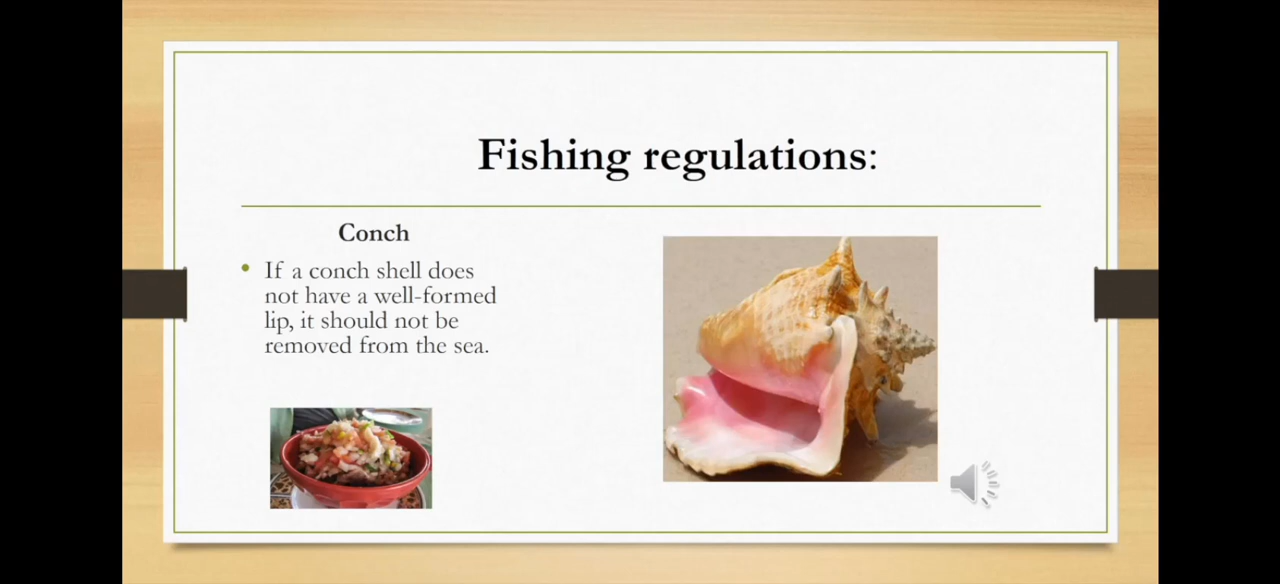 Fishing regulations:
Conch
If a conch shell does
not have a well-formed
lip, it should not be
removed from the sea.